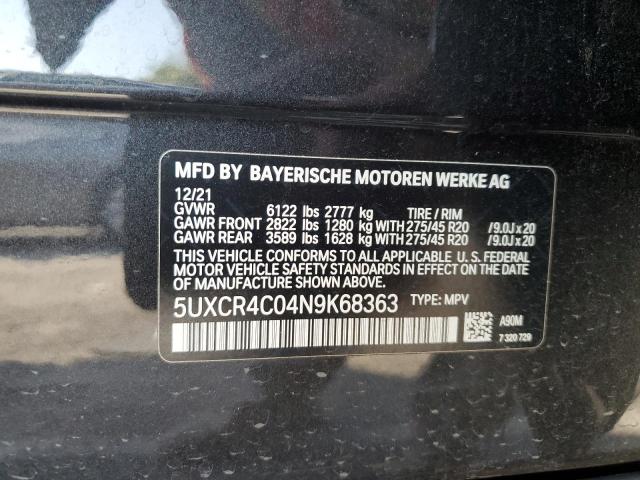 MFD BY BAYERISCHE MOTOREN WERKE AG
12/21
GVWR 6122 lbs 2777 kg TIRE / RIM
GAWR FRONT 2822 lbs 1280 kg WITH 275/45 R20 /9.0J x 20
GAWR REAR 3589 lbs 1628 kg WITH 275/45 R20 /9.0J x 20
THIS VEHICLE CONFORMS TO ALL APPLICABLE U. S. FEDERAL
MOTOR VEHICLE SAFETY STANDARDS IN EFFECT ON THE DATE
OF MANUFACTURE SHOWN ABOVE.
5UXCR4C04N9K68363 TYPE: MPV
A90M
7 320 729